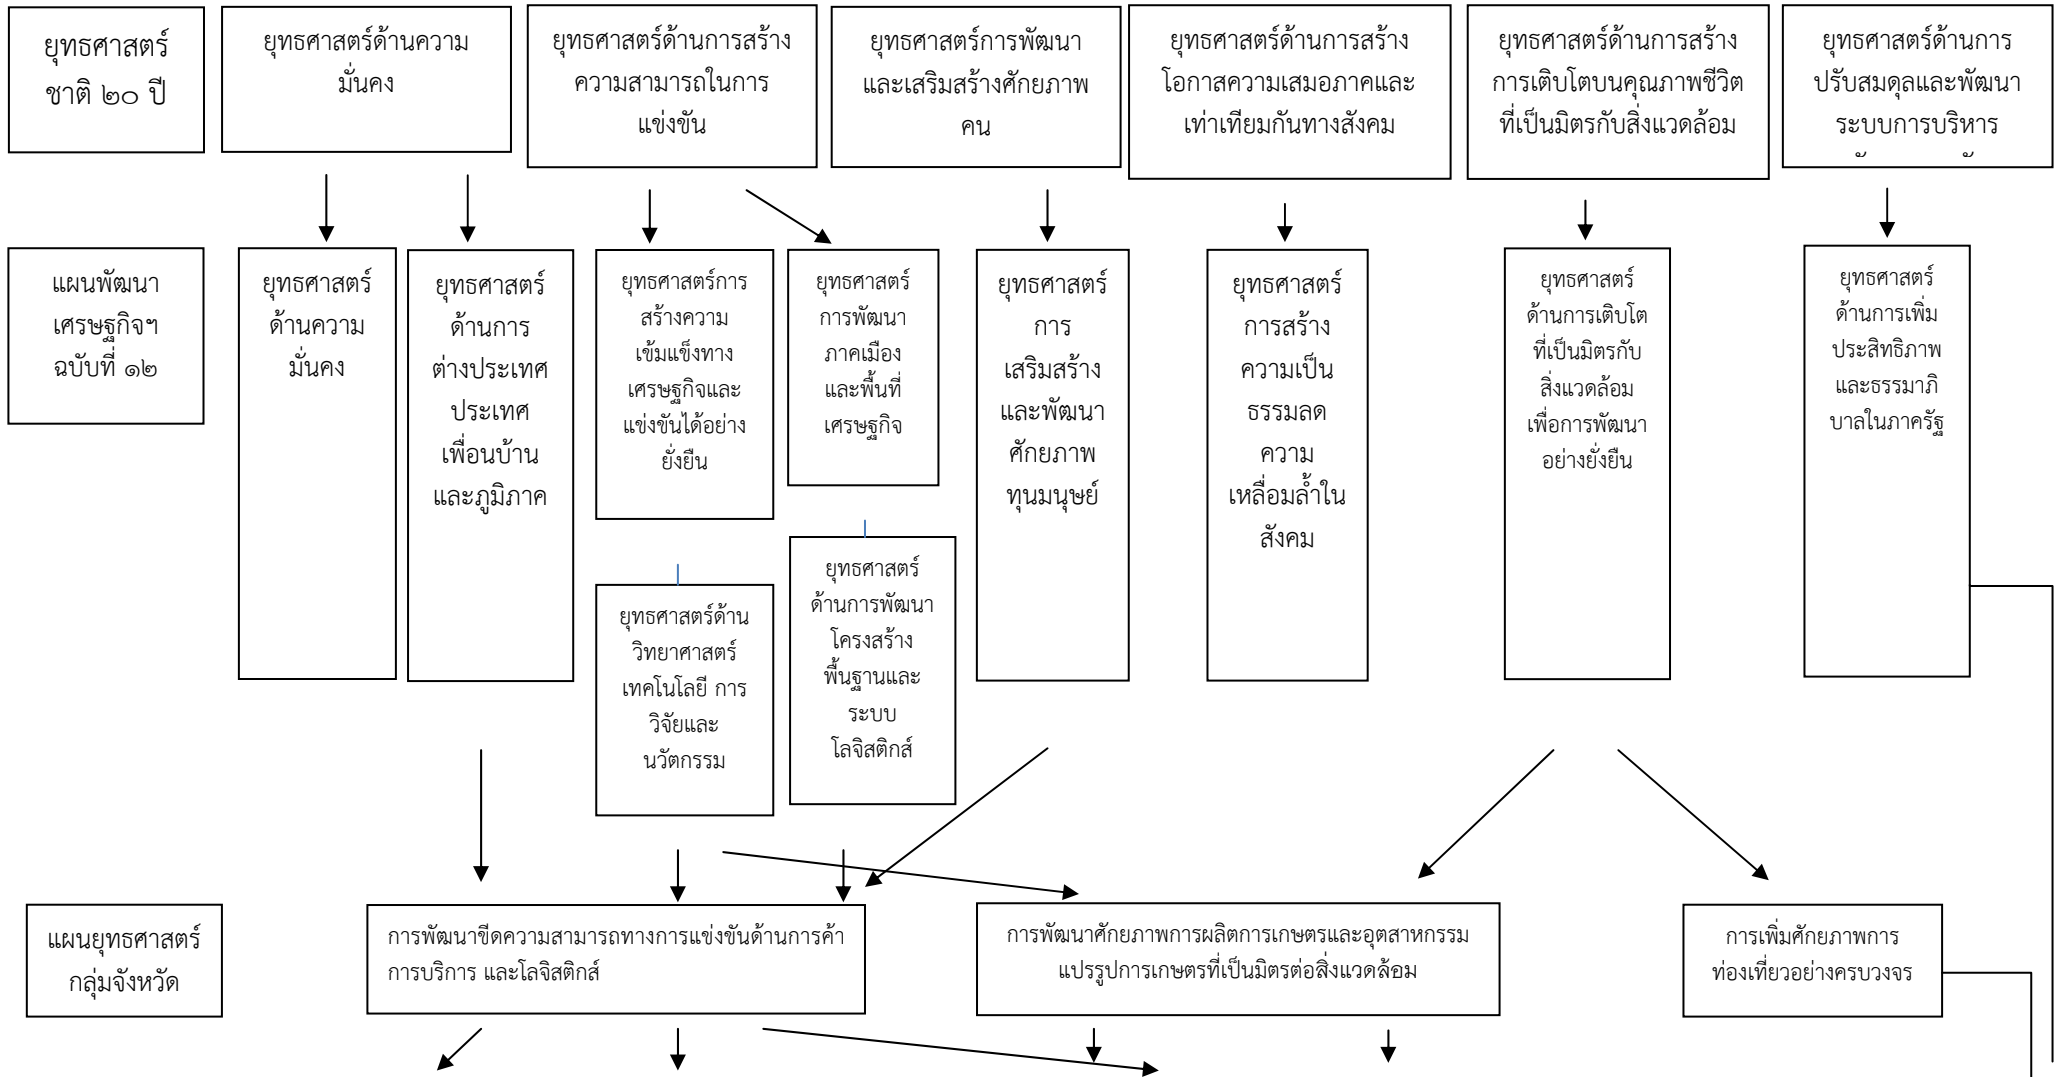 ยุทธศาสตร์
ชาติ ๒๐ ปี
ยุทธศาสตร์ด้านความ
มั่นคง
ยุทธศาสตร์ด้านการสร้าง
ความสามารถในการ
แข่งขัน
ยุทธศาสตร์การพัฒนา
และเสริมสร้างศักยภาพ
คน
ยุทธศาสตร์ด้านการสร้าง
โอกาสความเสมอภาคและ
เท่าเทียมกันทางสังคม
ยุทธศาสตร์ด้านการสร้าง
การเติบโตบนคุณภาพชีวิต
ที่เป็นมิตรกับสิ่งแวดล้อม
ยุทธศาสตร์ด้านการ
ปรับสมดุลและพัฒนา
ระบบการบริหาร
แผนพัฒนา
เศรษฐกิจฯ
ฉบับที่ ๑๒
ยุทธศาสตร์
ด้านความ
มั่นคง
ยุทธศาสตร์
ด้านการ
ต่างประเทศ
ประเทศ
เพื่อนบ้าน
และภูมิภาค
ยุทธศาสตร์การ
สร้างความ
เข้มแข็งทาง
เศรษฐกิจและ
แข่งขันได้อย่าง
ยั่งยืน
ยุทธศาสตร์
การพัฒนา
ภาคเมือง
และพื้นที่
เศรษฐกิจ
ยุทธศาสตร์
การ
เสริมสร้าง
และพัฒนา
ศักยภาพ
ทุนมนุษย์
ยุทธศาสตร์
การสร้าง
ความเป็น
ธรรมลด
ความ
เหลื่อมล้ำใน
สังคม
ยุทธศาสตร์
ด้านการเติบโต
ที่เป็นมิตรกับ
สิ่งแวดล้อม
เพื่อการพัฒนา
อย่างยั่งยืน
ยุทธศาสตร์
ด้านการเพิ่ม
ประสิทธิภาพ
และธรรมาภิ
บาลในภาครัฐ
ยุทธศาสตร์ด้าน
วิทยาศาสตร์
เทคโนโลยี การ
วิจัยและ
นวัตกรรม
ยุทธศาสตร์
ด้านการพัฒนา
โครงสร้าง
พื้นฐานและ
ระบบ
โลจิสติกส์
แผนยุทธศาสตร์
กลุ่มจังหวัด
การพัฒนาขีดความสามารถทางการแข่งขันด้านการค้า
การบริการ และโลจิสติกส์
การพัฒนาศักยภาพการผลิตการเกษตรและอุตสาหกรรม
แปรรูปการเกษตรที่เป็นมิตรต่อสิ่งแวดล้อม
การเพิ่มศักยภาพการ
ท่องเที่ยวอย่างครบวงจร